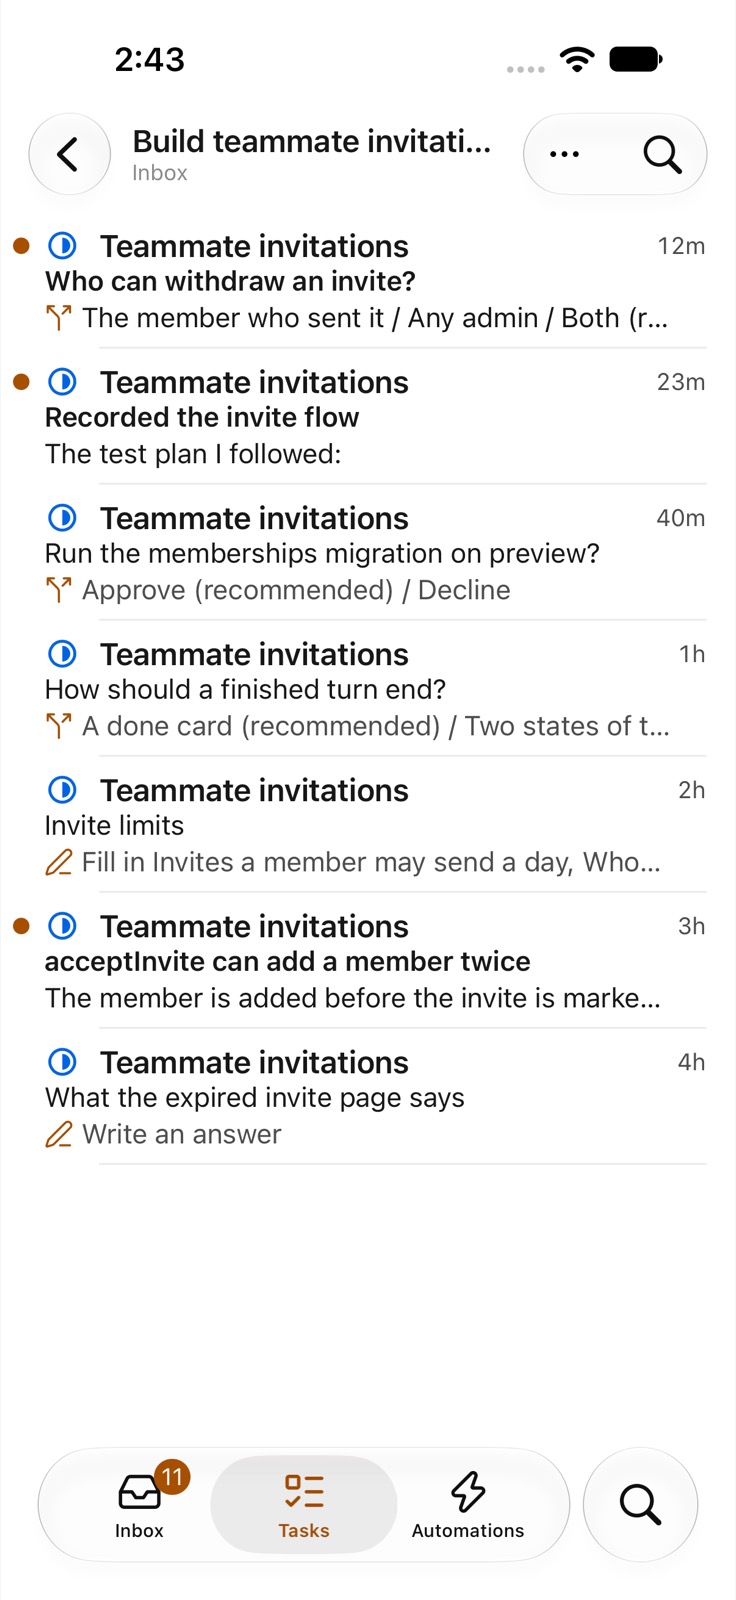 2:43
Build teammate invitati...
Inbox
Teammate invitations
12m
Who can withdraw an invite?
The member who sent it / Any admin / Both (r...
Teammate invitations
23m
Recorded the invite flow
The test plan I followed:
Teammate invitations
40m
Run the memberships migration on preview?
Approve (recommended) / Decline
Teammate invitations
1h
How should a finished turn end?
A done card (recommended) / Two states of t...
Teammate invitations
2h
Invite limits
Fill in Invites a member may send a day, Who...
Teammate invitations
3h
acceptInvite can add a member twice
The member is added before the invite is marke...
Teammate invitations
4h
What the expired invite page says
Write an answer
11
Inbox
Tasks
Automations